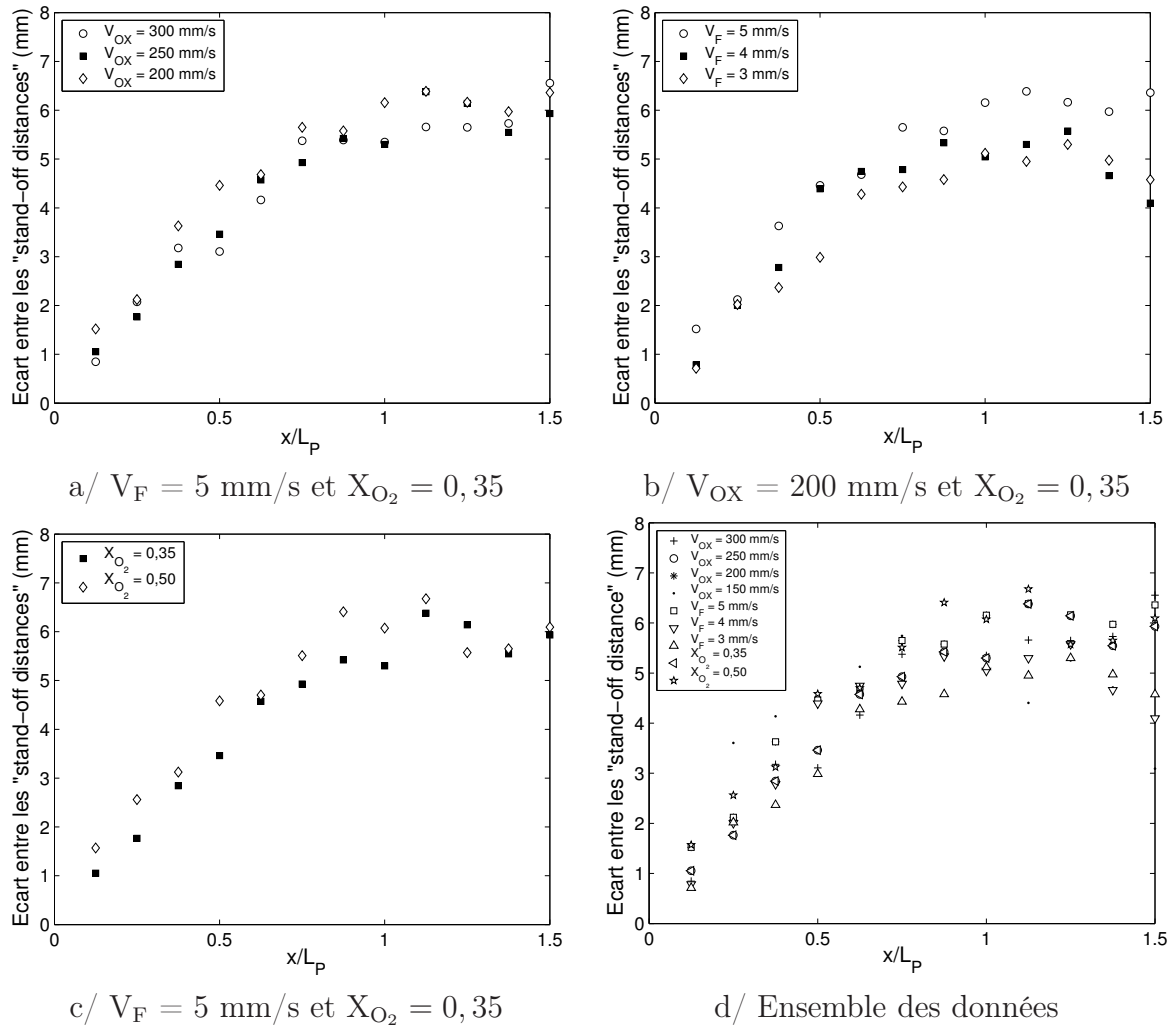 Ecart entre les "stand−off distances" (mm)
8
7
6
5
4
3
2
1
0
V_OX = 300 mm/s
V_OX = 250 mm/s
V_OX = 200 mm/s
0 0.5 1 1.5
x/L_P
a/ V_F = 5 mm/s et X_O2 = 0,35
Ecart entre les "stand−off distances" (mm)
8
7
6
5
4
3
2
1
0
V_F = 5 mm/s
V_F = 4 mm/s
V_F = 3 mm/s
0 0.5 1 1.5
x/L_P
b/ V_OX = 200 mm/s et X_O2 = 0,35
Ecart entre les "stand−off distances" (mm)
8
7
6
5
4
3
2
1
0
X_O2 = 0,35
X_O2 = 0,50
0 0.5 1 1.5
x/L_P
c/ V_F = 5 mm/s et X_O2 = 0,35
Ecart entre les "stand−off distance" (mm)
8
7
6
5
4
3
2
1
0
V_OX = 300 mm/s
V_OX = 250 mm/s
V_OX = 200 mm/s
V_OX = 150 mm/s
V_F = 5 mm/s
V_F = 4 mm/s
V_F = 3 mm/s
X_O2 = 0,35
X_O2 = 0,50
0 0.5 1 1.5
x/L_P
d/ Ensemble des données